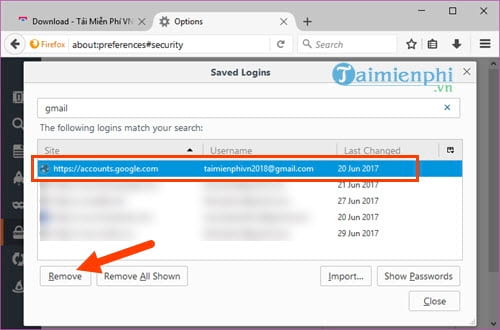 Download - Tải Miễn Phí VN
Options
Firefox
about:preferences#security
Search
Saved Logins
Taimienphi
.vn
gmail
The following logins match your search:
Site Username Last Changed
https://accounts.google.com taimienphivn2018@gmail.com 20 Jun 2017
21 Jun 2017
27 Jun 2017
20 Jun 2017
29 Jun 2017
Remove Remove All Shown Import... Show Passwords
Close